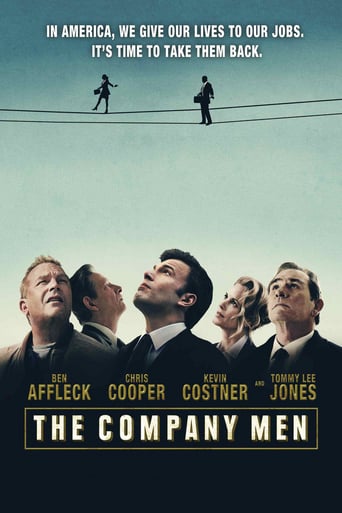 IN AMERICA, WE GIVE OUR LIVES TO OUR JOBS.
IT'S TIME TO TAKE THEM BACK.
BEN AFFLECK CHRIS COOPER KEVIN COSTNER AND TOMMY LEE JONES
THE COMPANY MEN